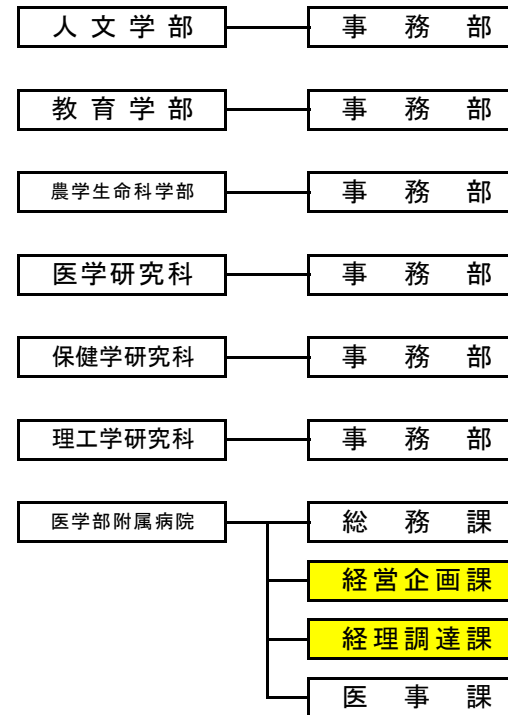 人文学部 事務部
教育学部 事務部
農学生命科学部 事務部
医学研究科 事務部
保健学研究科 事務部
理工学研究科 事務部
医学部附属病院 総務課
経営企画課
経理調達課
医事課